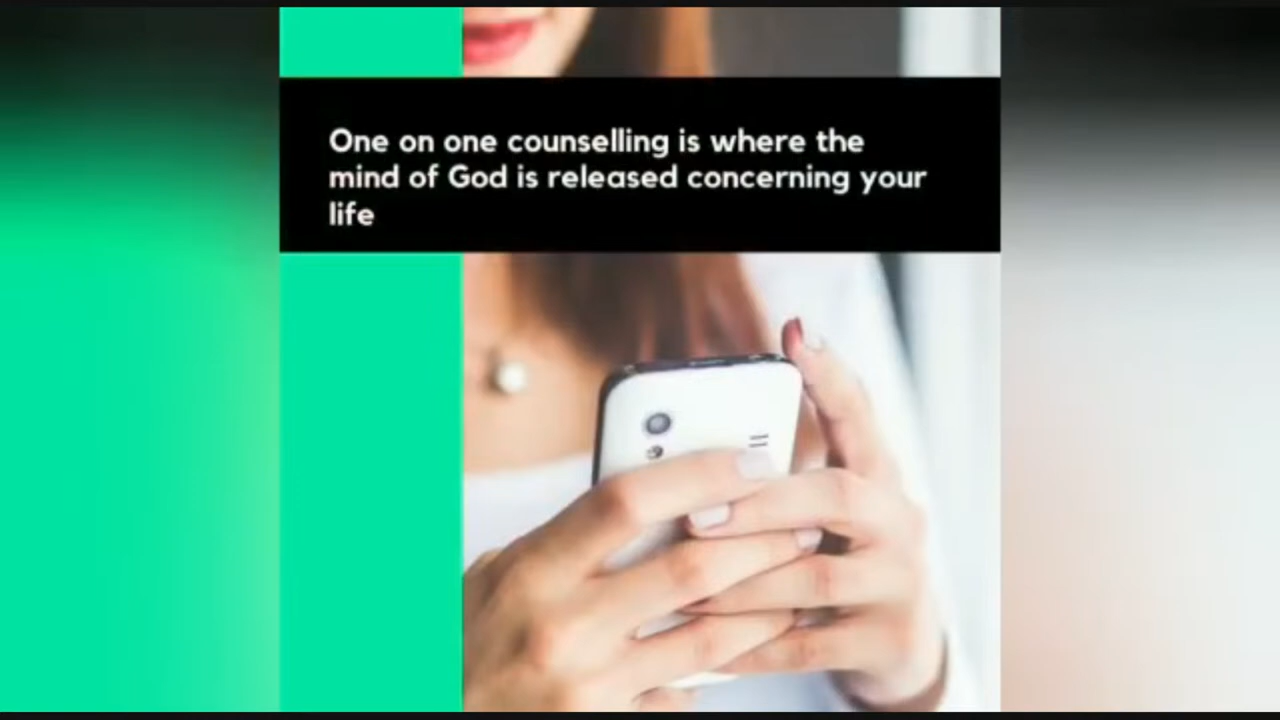 One on one counselling is where the
mind of God is released concerning your
life